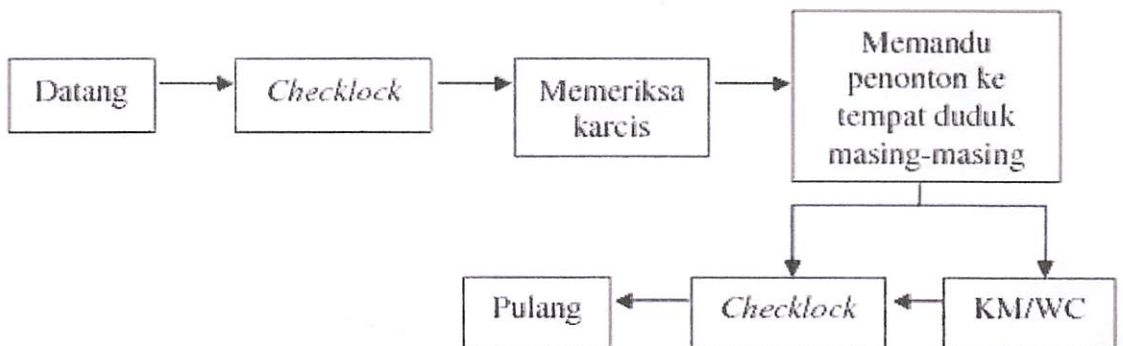 Datang
Checklock
Memeriksa
karcis
Memandu
penonton ke
tempat duduk
masing-masing
Pulang
Checklock
KM/WC